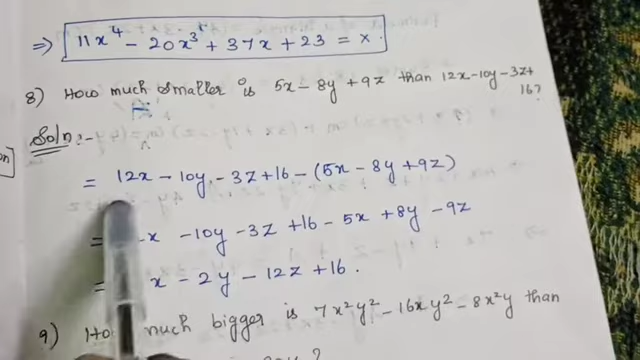 ⇒ 11x⁴ - 20x³ + 37x + 23 = x.
8) How much smaller is 5x - 8y + 9z than 12x - 10y - 3z +
16?
Soln :-
= 12x - 10y - 3z + 16 - (5x - 8y + 9z)
= x - 10y - 3z + 16 - 5x + 8y - 9z
= x - 2y - 12z + 16.
9) How much bigger is 7x²y² - 16xy² - 8x²y than